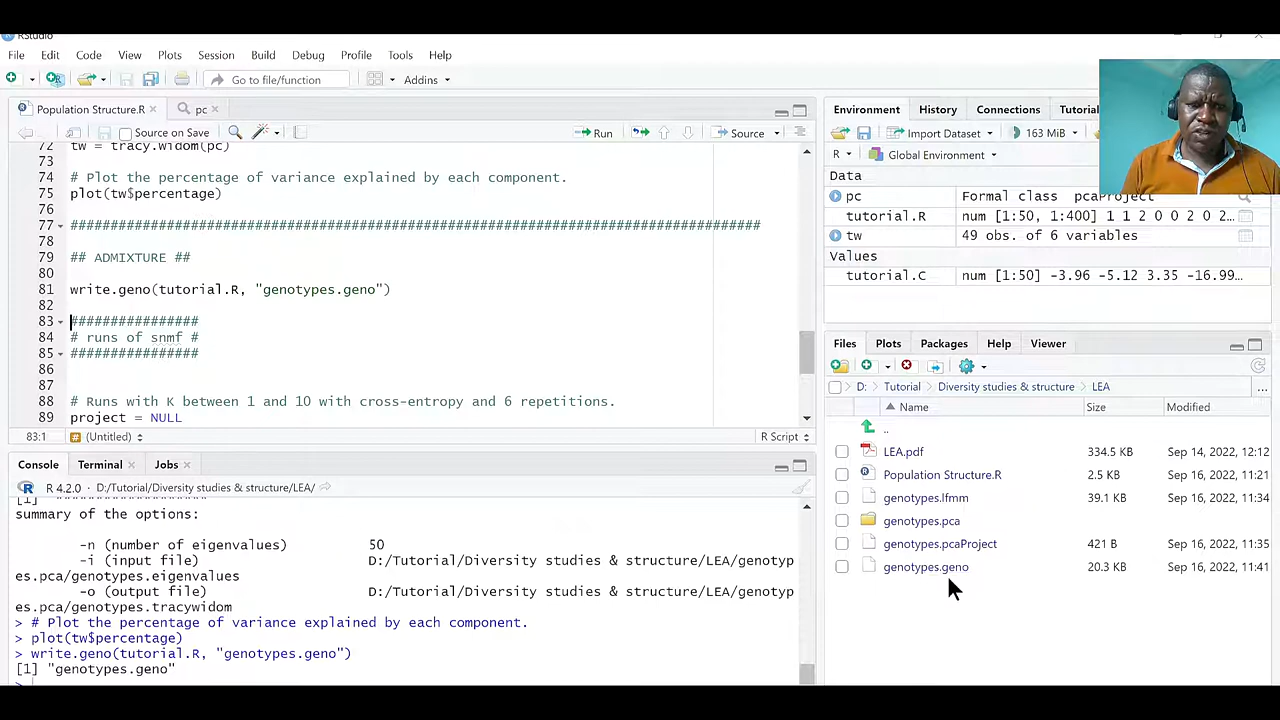 RStudio
File Edit Code View Plots Session Build Debug Profile Tools Help
Go to file/function Addins
Population Structure.R pc
Source on Save Run Source
72 tw = tracy.widom(pc)
73
74 # Plot the percentage of variance explained by each component.
75 plot(tw$percentage)
76
77 ######################################################################################
78
79 ## ADMIXTURE ##
80
81 write.geno(tutorial.R, "genotypes.geno")
82
83 ################
84 # runs of snmf #
85 ################
86
87
88 # Runs with K between 1 and 10 with cross-entropy and 6 repetitions.
89 project = NULL
83:1 # (Untitled) R Script
Console Terminal Jobs
R 4.2.0 · D:/Tutorial/Diversity studies & structure/LEA/
summary of the options:
-n (number of eigenvalues) 50
-i (input file) D:/Tutorial/Diversity studies & structure/LEA/genotyp
es.pca/genotypes.eigenvalues
-o (output file) D:/Tutorial/Diversity studies & structure/LEA/genotyp
es.pca/genotypes.tracywidom
> # Plot the percentage of variance explained by each component.
> plot(tw$percentage)
> write.geno(tutorial.R, "genotypes.geno")
[1] "genotypes.geno"
>
Environment History Connections Tutorial
Import Dataset 163 MiB
R Global Environment
Data
pc Formal class pcaProject
tutorial.R num [1:50, 1:400] 1 1 2 0 0 2 0 2…
tw 49 obs. of 6 variables
Values
tutorial.C num [1:50] -3.96 -5.12 3.35 -16.99…
Files Plots Packages Help Viewer
D: Tutorial Diversity studies & structure LEA ...
Name Size Modified
..
LEA.pdf 334.5 KB Sep 14, 2022, 12:12
Population Structure.R 2.5 KB Sep 16, 2022, 11:21
genotypes.lfmm 39.1 KB Sep 16, 2022, 11:34
genotypes.pca
genotypes.pcaProject 421 B Sep 16, 2022, 11:35
genotypes.geno 20.3 KB Sep 16, 2022, 11:41